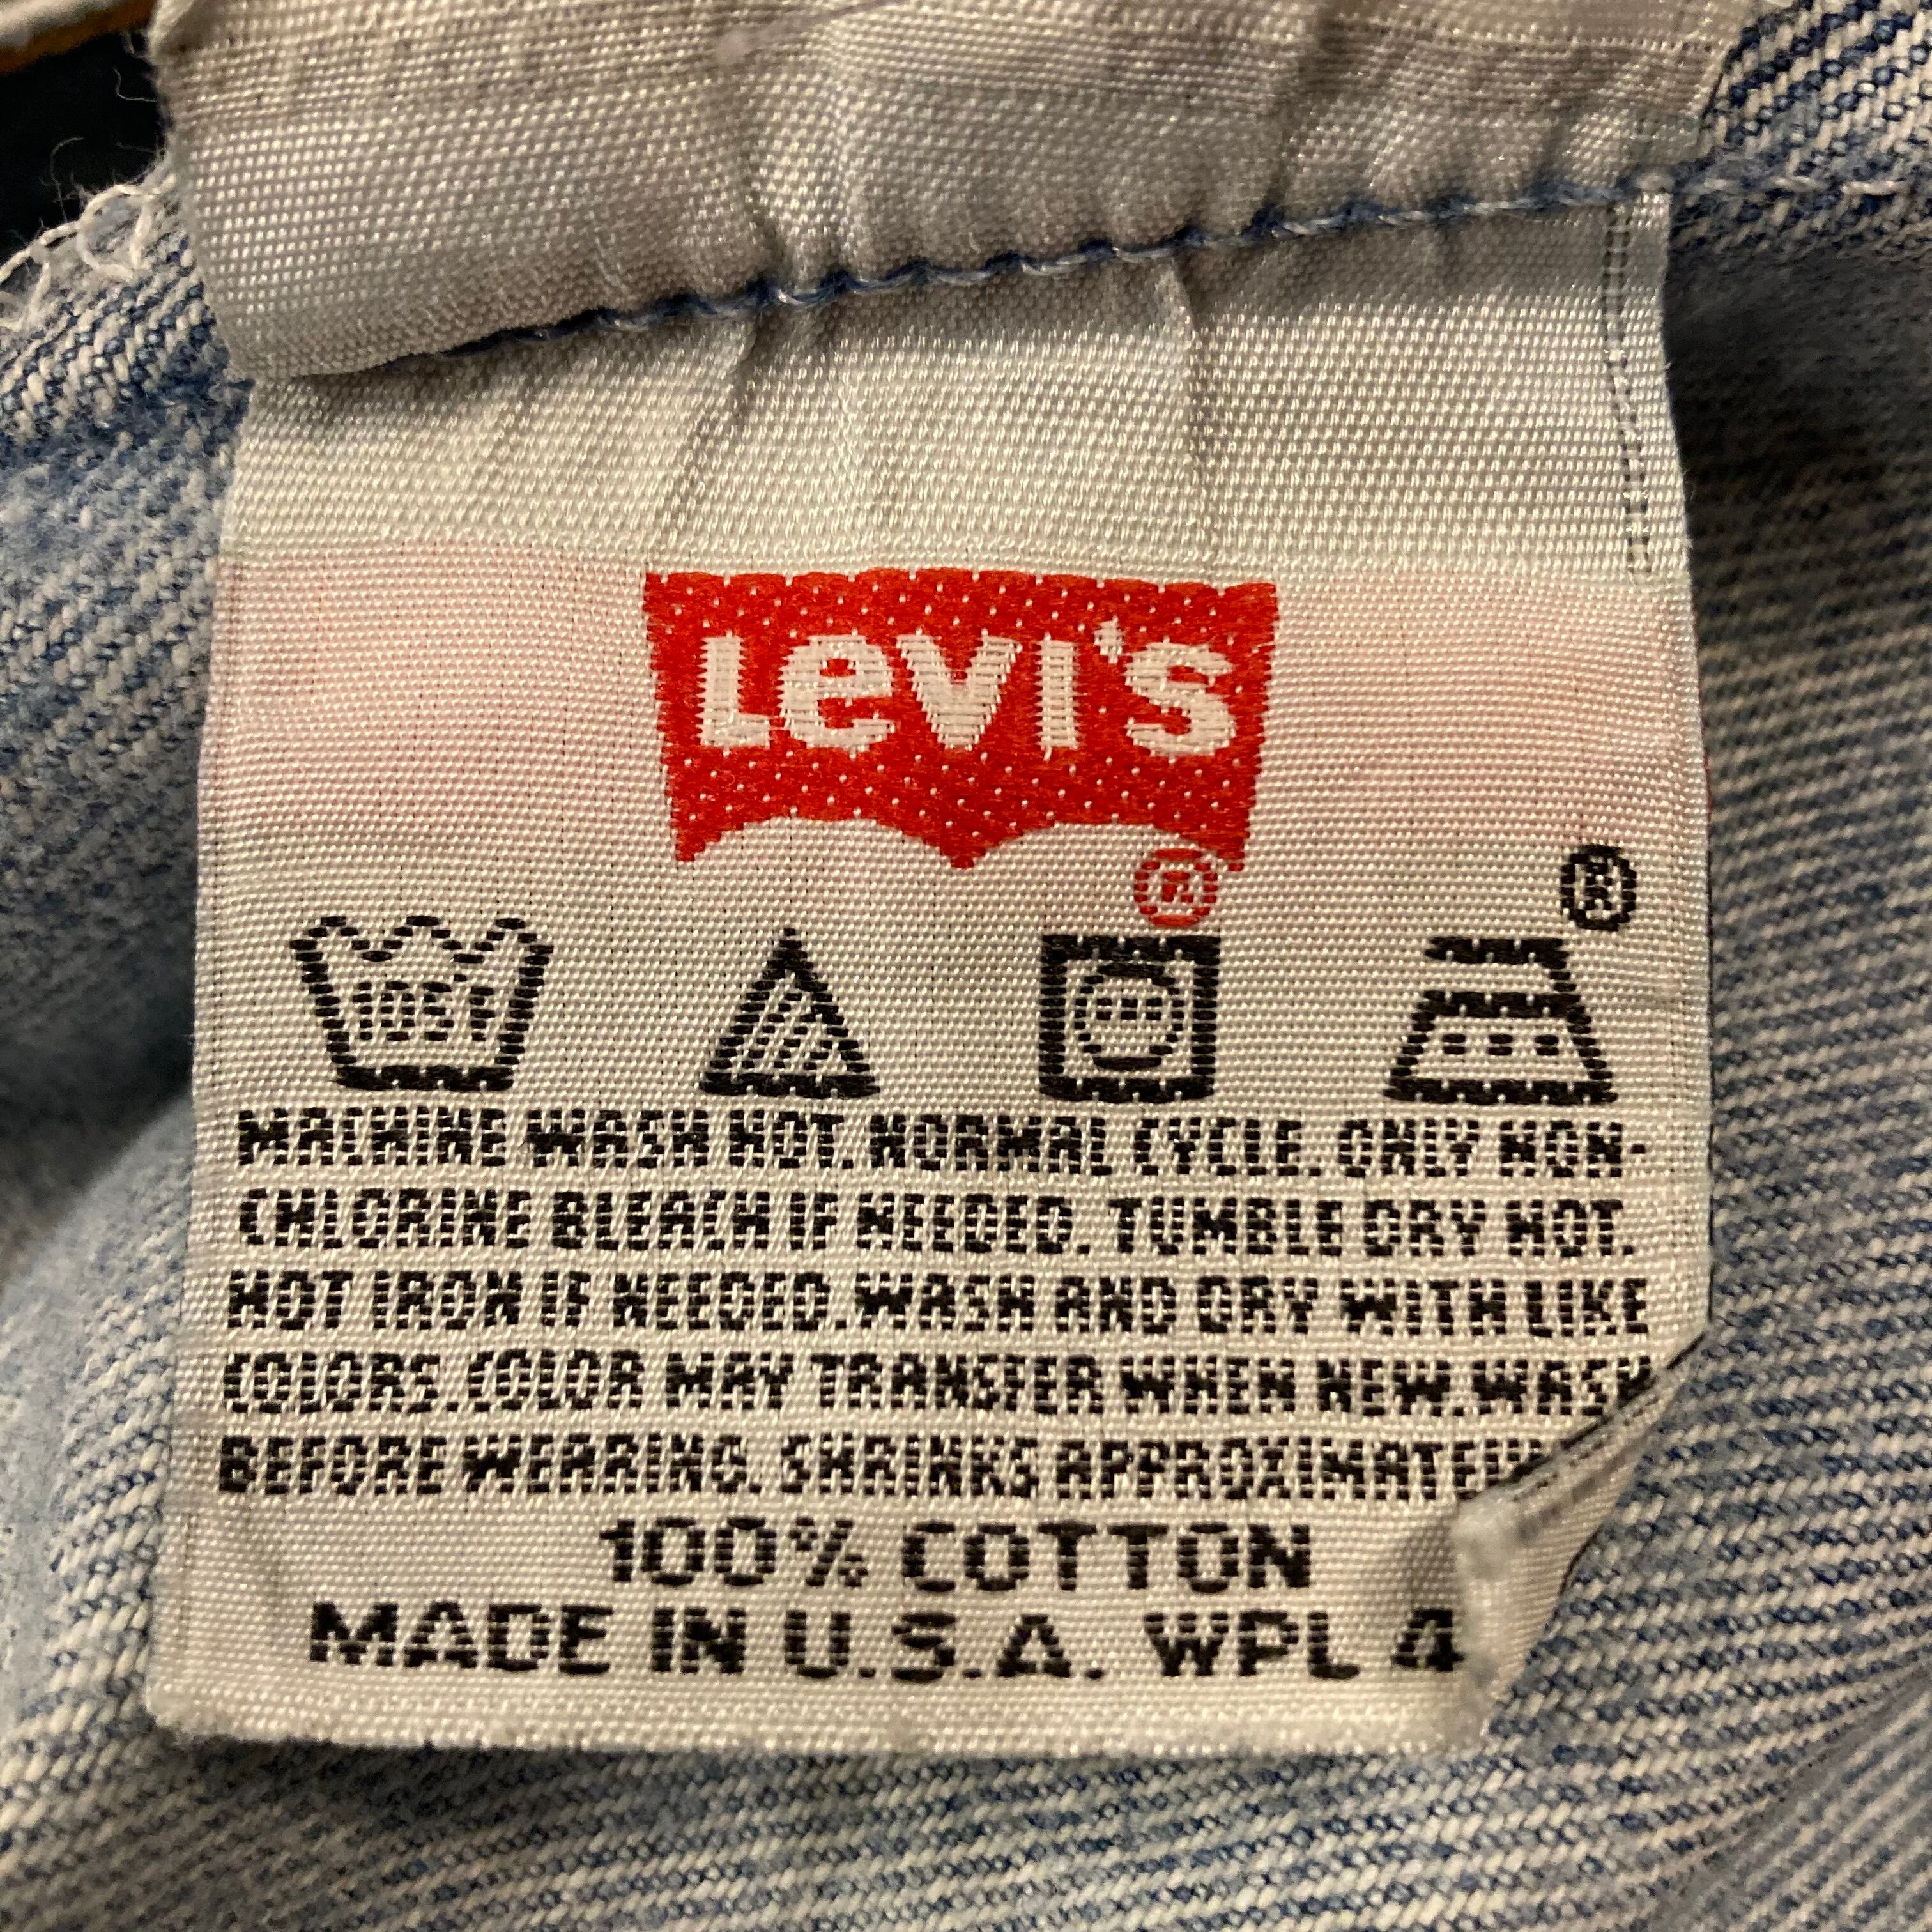 Levi's
®
®
105F
MACHINE WASH HOT. NORMAL CYCLE. ONLY NON-
CHLORINE BLEACH IF NEEDED. TUMBLE DRY HOT.
HOT IRON IF NEEDED. WASH AND DRY WITH LIKE
COLORS. COLOR MAY TRANSFER WHEN NEW. WASH
BEFORE WEARING. SHRINKS APPROXIMATELY
100% COTTON
MADE IN U.S.A. WPL 4